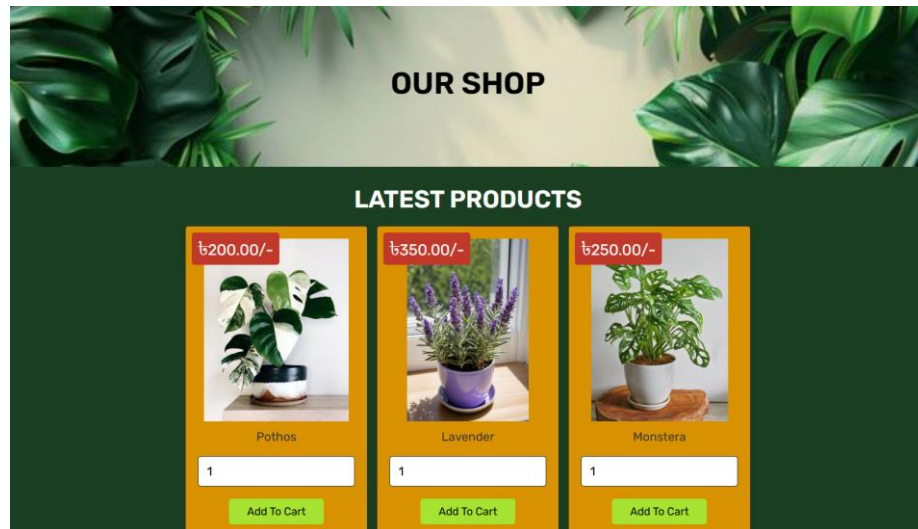 OUR SHOP
LATEST PRODUCTS
৳200.00/-
৳350.00/-
৳250.00/-
Pothos
Lavender
Monstera
1
1
1
Add To Cart
Add To Cart
Add To Cart